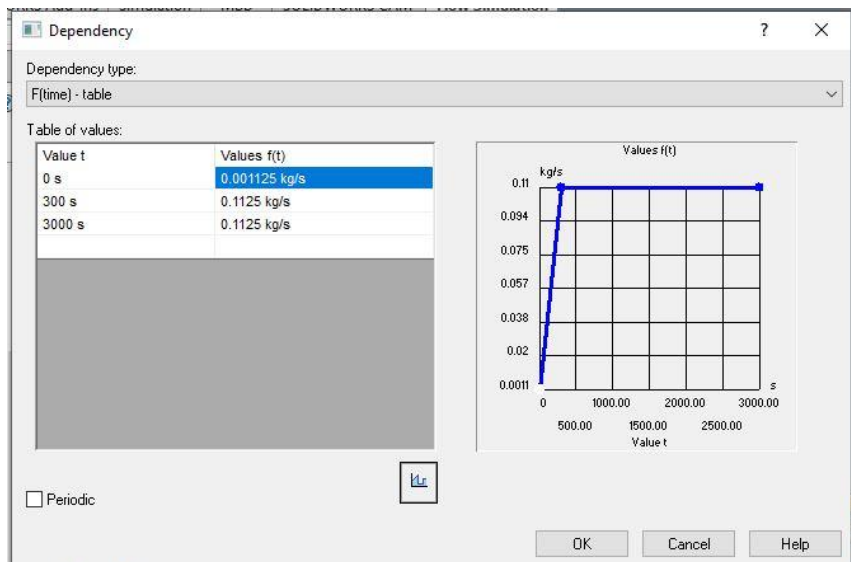 Dependency ? X
Dependency type:
F(time) - table
Table of values:
Value t Values f(t)
0 s 0.001125 kg/s
300 s 0.1125 kg/s
3000 s 0.1125 kg/s
Values f(t)
kg/s
0.11
0.094
0.075
0.057
0.038
0.02
0.0011
s
0 1000.00 2000.00 3000.00
500.00 1500.00 2500.00
Value t
Periodic
OK Cancel Help